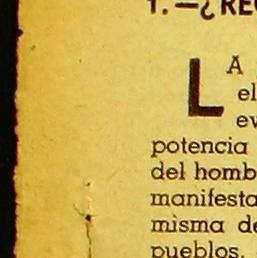 1.—¿RE
LA
el
ev
potencia
del homb
manifesta
misma de
pueblos.